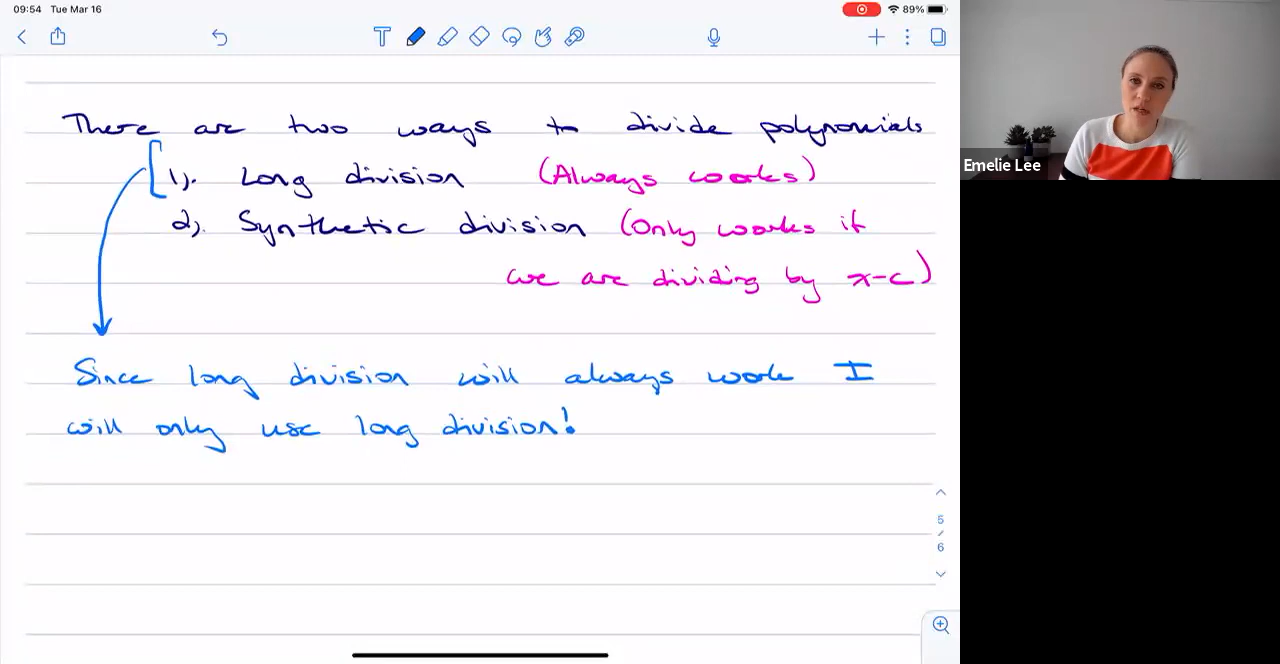 09:54 Tue Mar 16
89%
There are two ways to divide polynomials
1). Long division (Always works)
2). Synthetic division (Only works if
we are dividing by x-c)
Since long division will always work I
will only use long division!
Emelie Lee
5
/
6